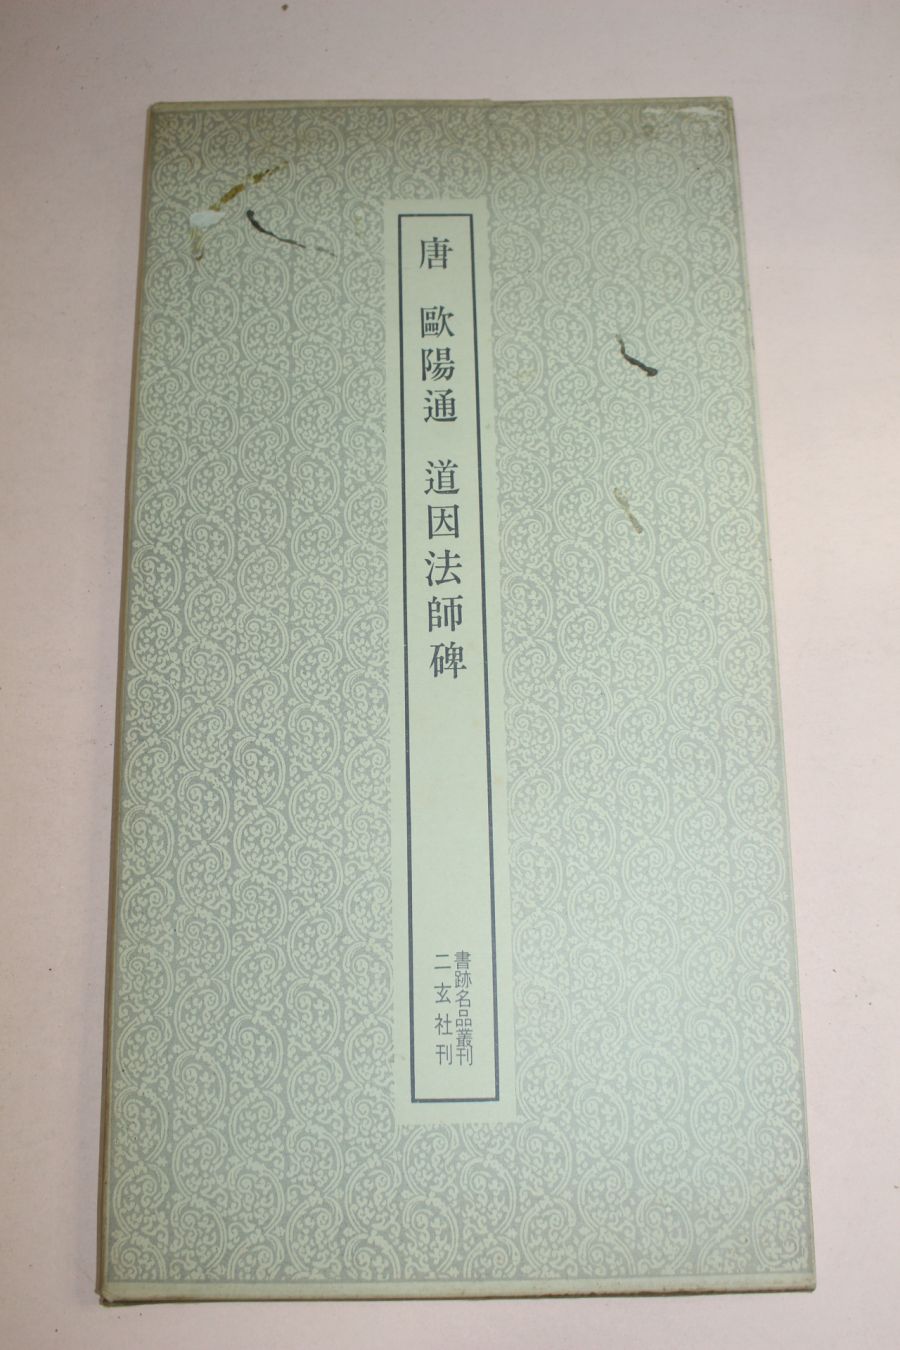 唐 歐陽通 道因法師碑
書跡名品叢刊
二玄社刊